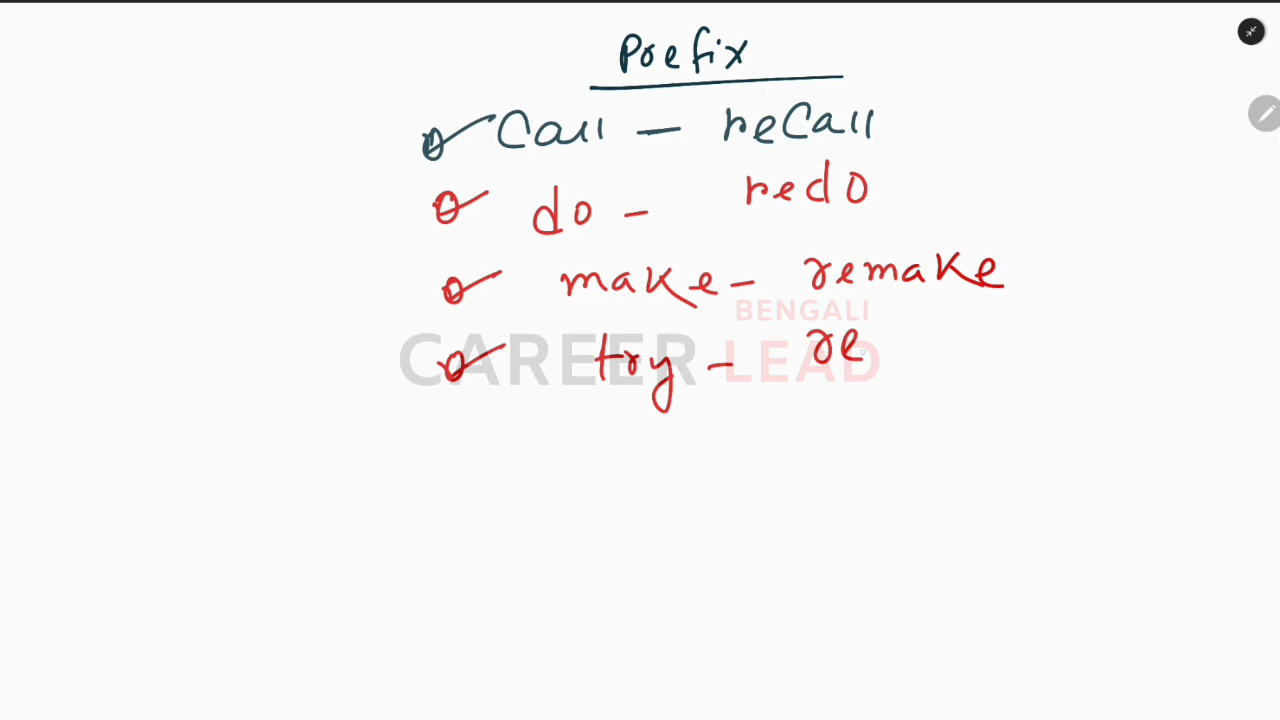 Prefix
Call – reCall
do – redo
make – remake
BENGALI
CAREER LEAD
try – re